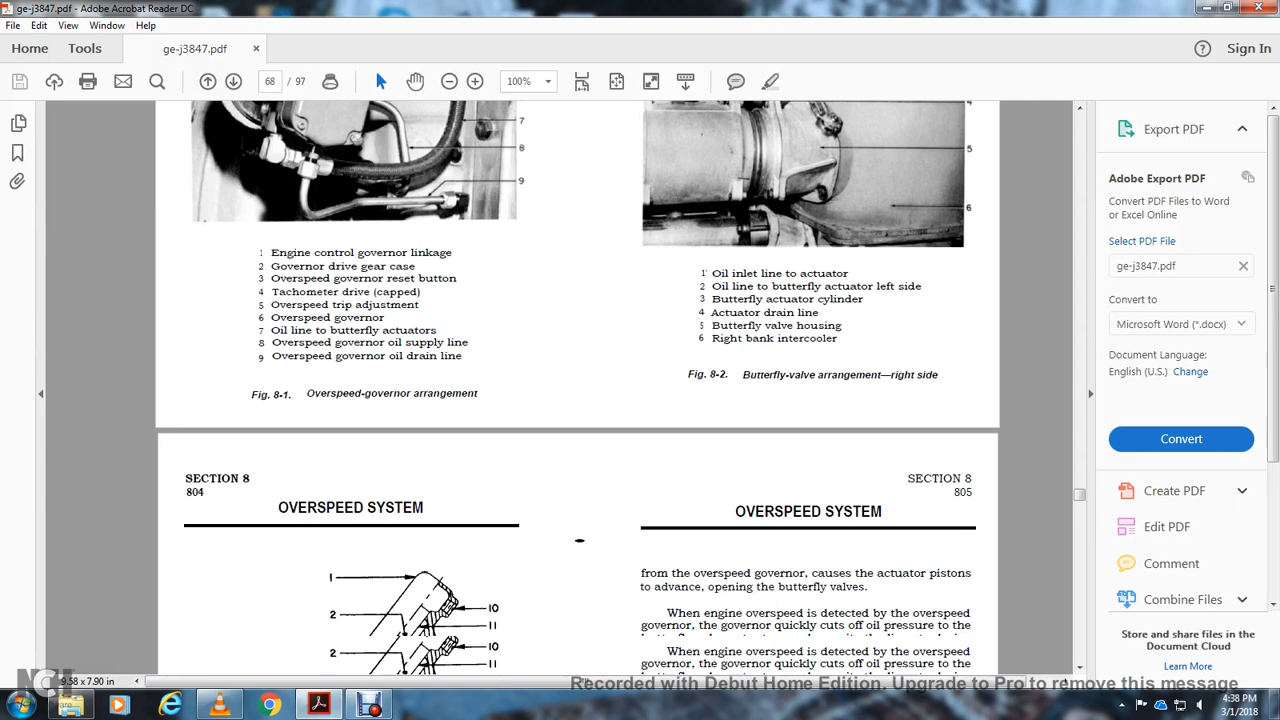 ge-j3847.pdf - Adobe Acrobat Reader DC
File Edit View Window Help
Home Tools ge-j3847.pdf × Sign In
68 / 97 100%
7
8
9
1 Engine control governor linkage
2 Governor drive gear case
3 Overspeed governor reset button
4 Tachometer drive (capped)
5 Overspeed trip adjustment
6 Overspeed governor
7 Oil line to butterfly actuators
8 Overspeed governor oil supply line
9 Overspeed governor oil drain line
Fig. 8-1. Overspeed-governor arrangement
4
5
6
1 Oil inlet line to actuator
2 Oil line to butterfly actuator left side
3 Butterfly actuator cylinder
4 Actuator drain line
5 Butterfly valve housing
6 Right bank intercooler
Fig. 8-2. Butterfly-valve arrangement—right side
SECTION 8
804
OVERSPEED SYSTEM
1
2
10
11
2
10
11
SECTION 8
805
OVERSPEED SYSTEM
from the overspeed governor, causes the actuator pistons
to advance, opening the butterfly valves.
When engine overspeed is detected by the overspeed
governor, the governor quickly cuts off oil pressure to the
When engine overspeed is detected by the overspeed
governor, the governor quickly cuts off oil pressure to the
Export PDF
Adobe Export PDF
Convert PDF Files to Word
or Excel Online
Select PDF File
ge-j3847.pdf
Convert to
Microsoft Word (*.docx)
Document Language:
English (U.S.) Change
Convert
Create PDF
Edit PDF
Comment
Combine Files
Store and share files in the
Document Cloud
Learn More
9.58 x 7.90 in
Recorded with Debut Home Edition. Upgrade to Pro to remove this message
4:38 PM
3/1/2018